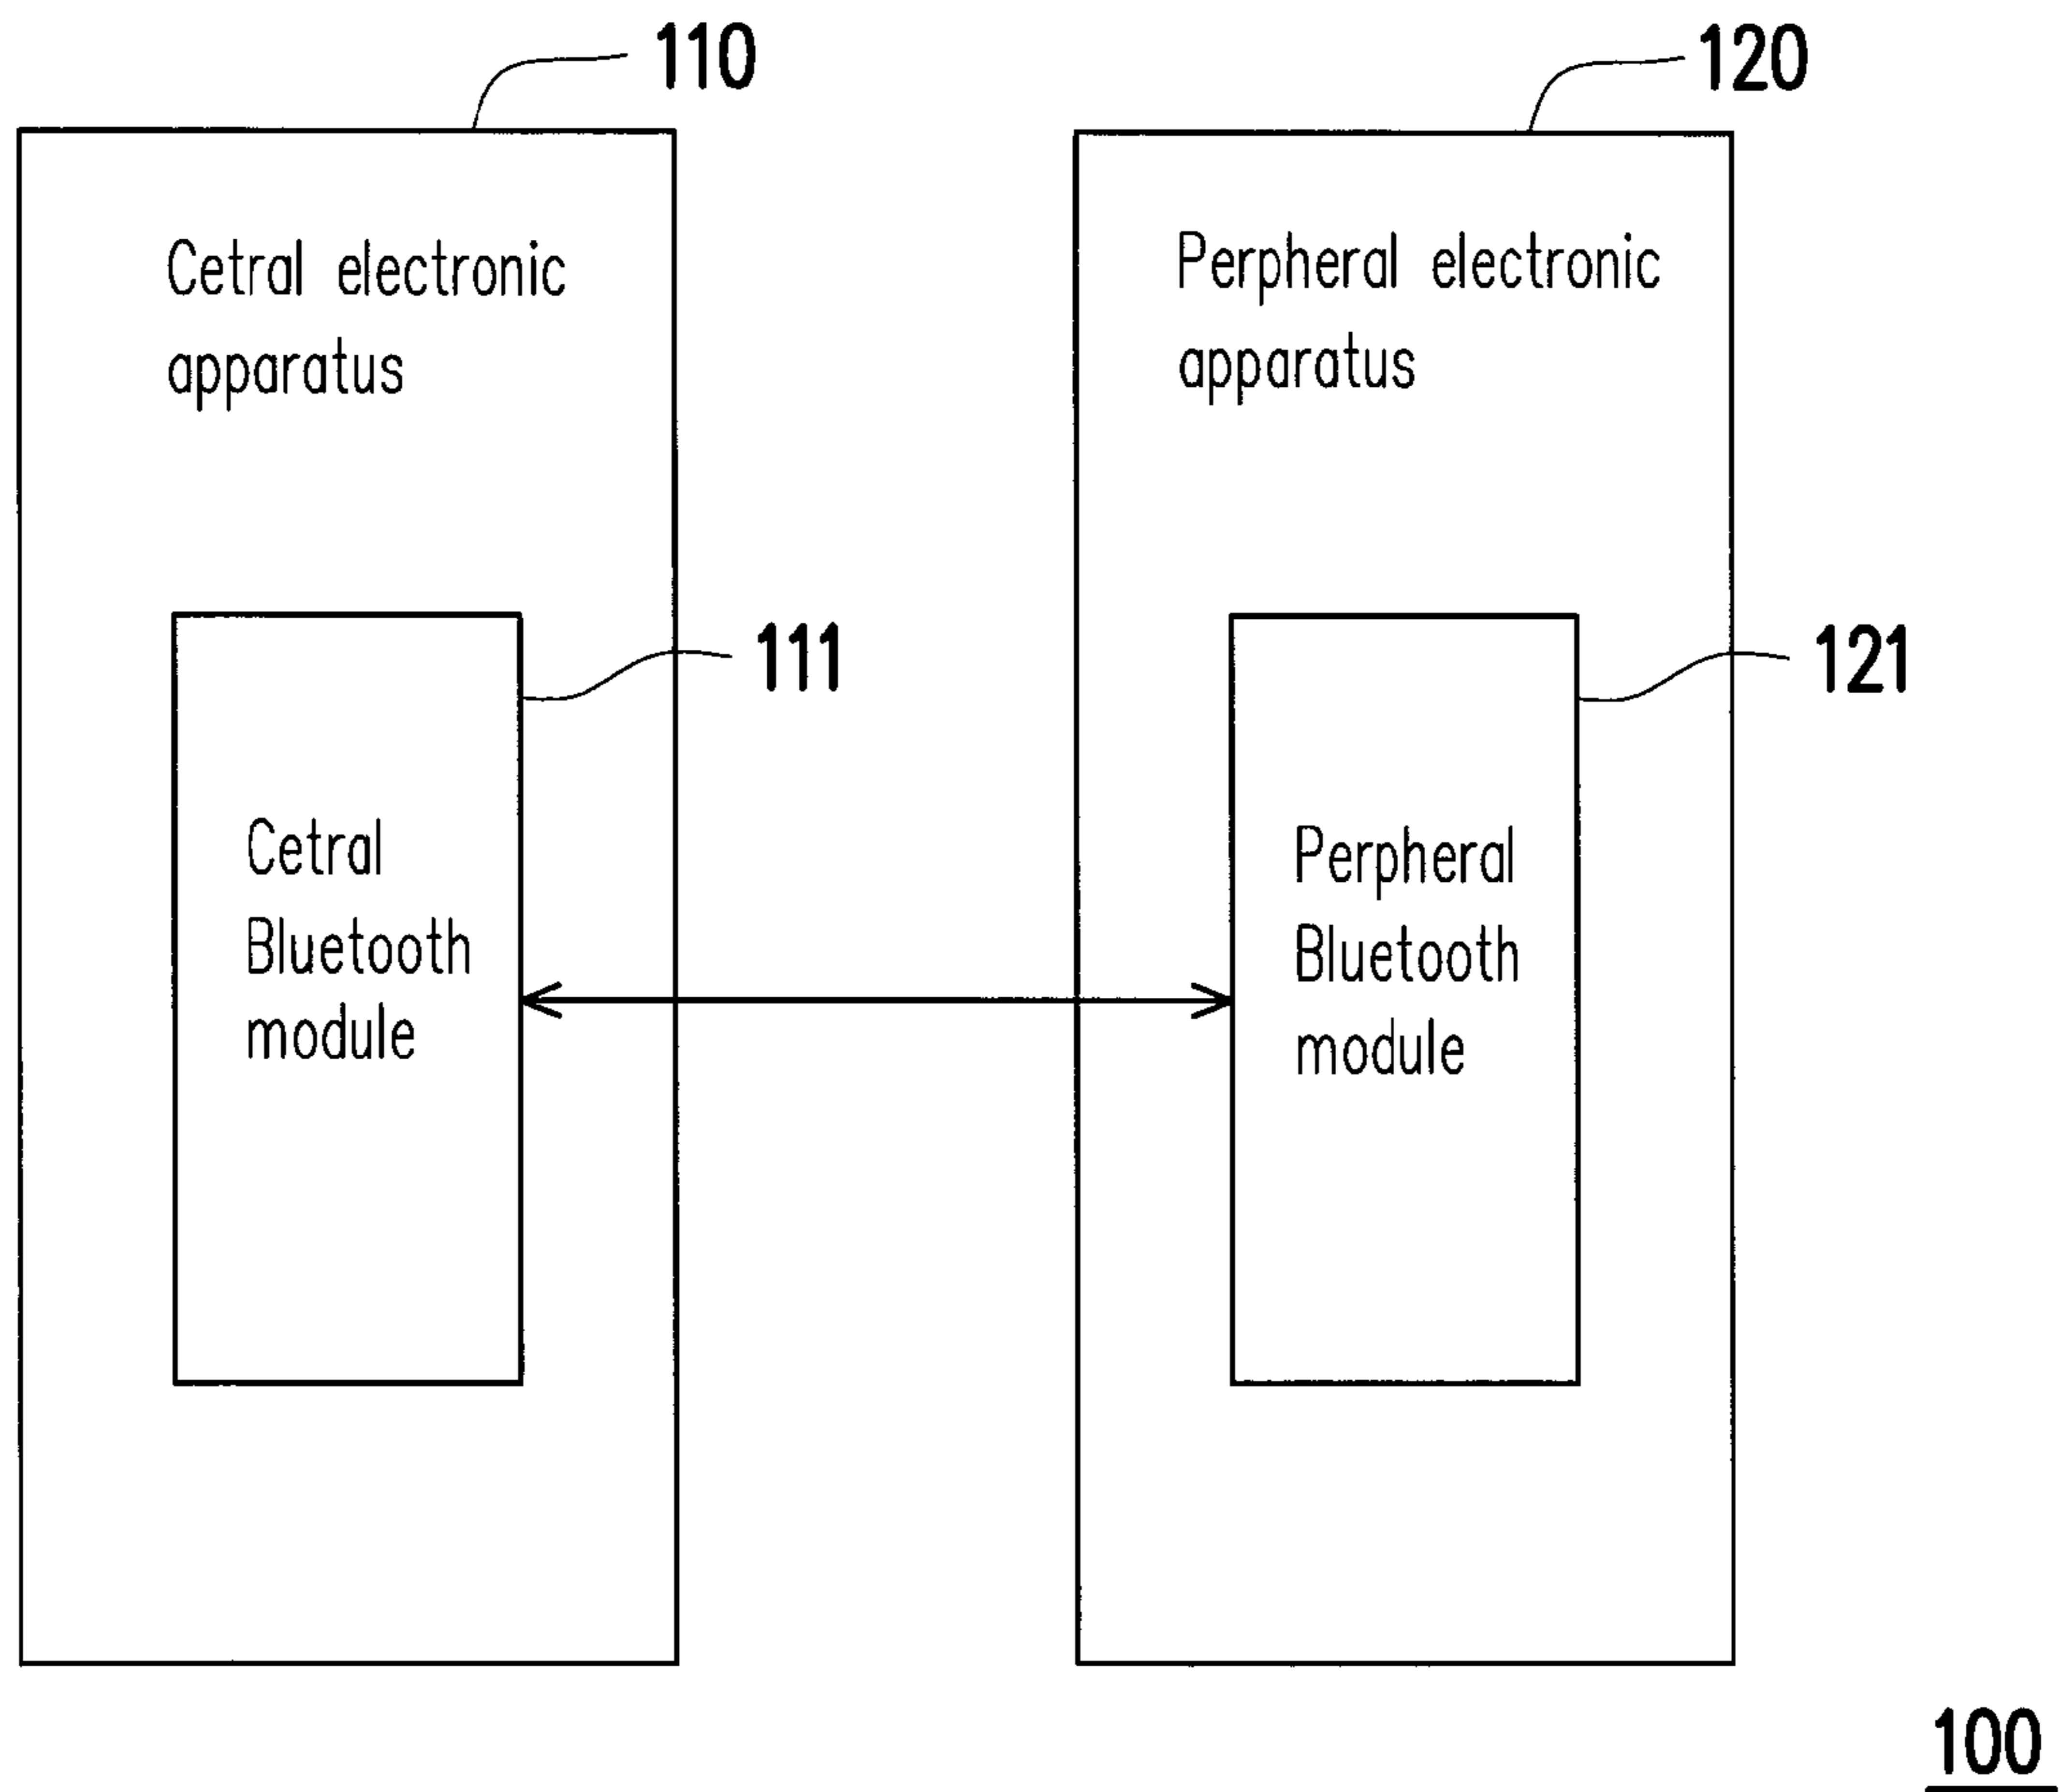 110
120
Cetral electronic
apparatus
Perpheral electronic
apparatus
111
121
Cetral
Bluetooth
module
Perpheral
Bluetooth
module
100